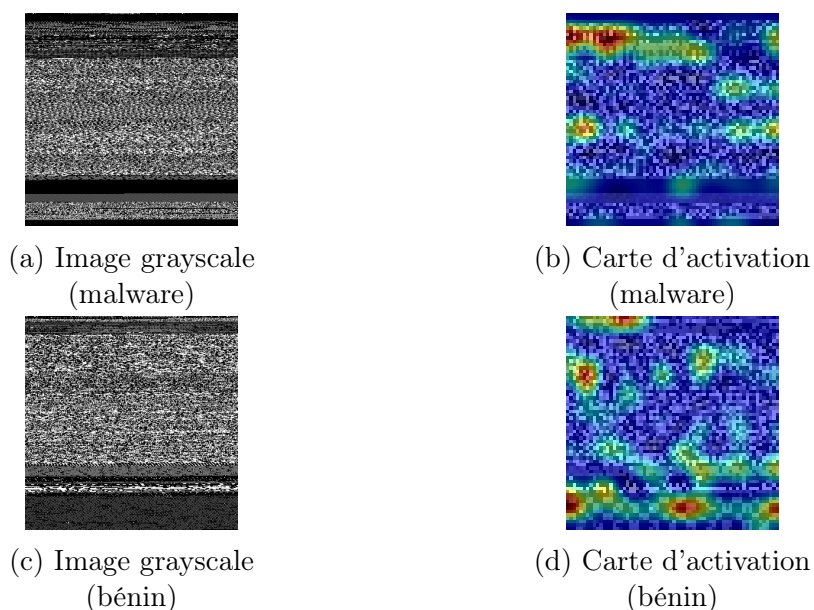 (a) Image grayscale
(malware)
(b) Carte d'activation
(malware)
(c) Image grayscale
(bénin)
(d) Carte d'activation
(bénin)